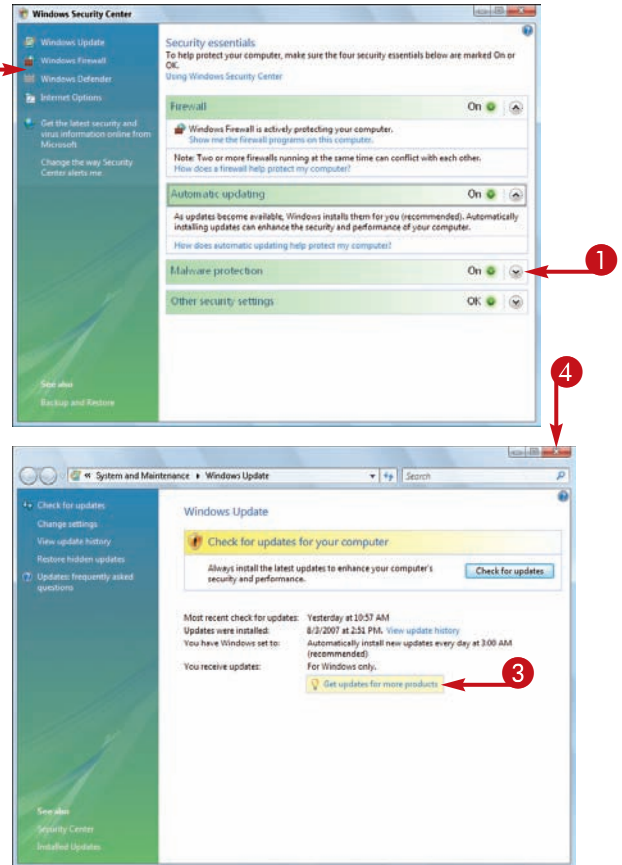 Windows Security Center
Windows Update
Windows Firewall
Windows Defender
Internet Options
Get the latest security and
virus information online from
Microsoft
Change the way Security
Center alerts me
See also
Backup and Restore
Security essentials
To help protect your computer, make sure the four security essentials below are marked On or
OK.
Using Windows Security Center
Firewall On
Windows Firewall is actively protecting your computer.
Show me the firewall programs on this computer.
Note: Two or more firewalls running at the same time can conflict with each other.
How does a firewall help protect my computer?
Automatic updating On
As updates become available, Windows installs them for you (recommended). Automatically
installing updates can enhance the security and performance of your computer.
How does automatic updating help protect my computer?
Malware protection On
1
Other security settings OK
4
System and Maintenance Windows Update Search
Check for updates
Change settings
View update history
Restore hidden updates
Updates: frequently asked
questions
See also
Security Center
Installed Updates
Windows Update
Check for updates for your computer
Always install the latest updates to enhance your computer's
security and performance.
Check for updates
Most recent check for updates: Yesterday at 10:57 AM
Updates were installed: 8/3/2007 at 2:51 PM. View update history
You have Windows set to: Automatically install new updates every day at 3:00 AM
(recommended)
You receive updates: For Windows only.
Get updates for more products
3